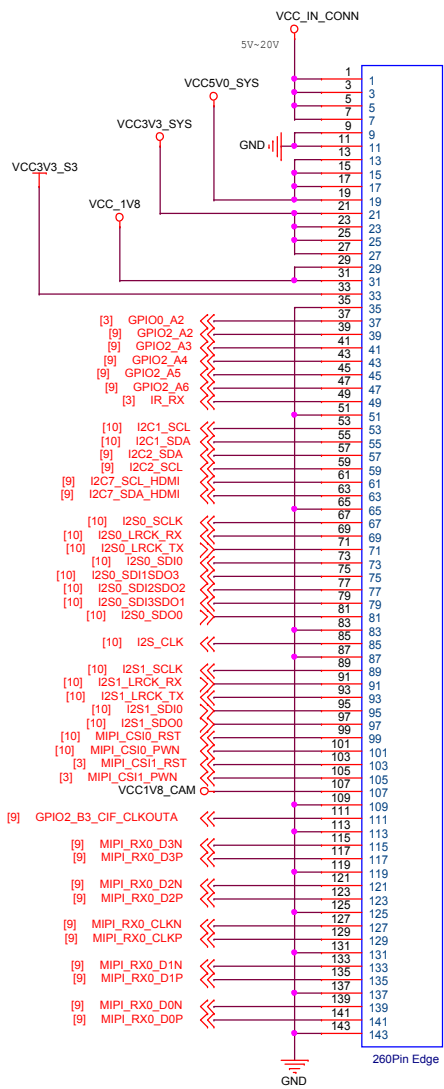 VCC_IN_CONN
5V~20V
VCC5V0_SYS
VCC3V3_SYS
GND
VCC3V3_S3
VCC_1V8
1 1
3 3
5 5
7 7
9 9
11 11
13 13
15 15
17 17
19 19
21 21
23 23
25 25
27 27
29 29
31 31
33 33
35 35
[3] GPIO0_A2 37 37
[9] GPIO2_A2 39 39
[9] GPIO2_A3 41 41
[9] GPIO2_A4 43 43
[9] GPIO2_A5 45 45
[9] GPIO2_A6 47 47
[3] IR_RX 49 49
51 51
[10] I2C1_SCL 53 53
[10] I2C1_SDA 55 55
[9] I2C2_SDA 57 57
[9] I2C2_SCL 59 59
[9] I2C7_SCL_HDMI 61 61
[9] I2C7_SDA_HDMI 63 63
65 65
[10] I2S0_SCLK 67 67
[10] I2S0_LRCK_RX 69 69
[10] I2S0_LRCK_TX 71 71
[10] I2S0_SDI0 73 73
[10] I2S0_SDI1SDO3 75 75
[10] I2S0_SDI2SDO2 77 77
[10] I2S0_SDI3SDO1 79 79
[10] I2S0_SDO0 81 81
83 83
[10] I2S_CLK 85 85
87 87
[10] I2S1_SCLK 89 89
[10] I2S1_LRCK_RX 91 91
[10] I2S1_LRCK_TX 93 93
[10] I2S1_SDI0 95 95
[10] I2S1_SDO0 97 97
[10] MIPI_CSI0_RST 99 99
[10] MIPI_CSI0_PWN 101 101
[3] MIPI_CSI1_RST 103 103
[3] MIPI_CSI1_PWN 105 105
VCC1V8_CAM 107 107
109 109
[9] GPIO2_B3_CIF_CLKOUTA 111 111
113 113
[9] MIPI_RX0_D3N 115 115
[9] MIPI_RX0_D3P 117 117
119 119
[9] MIPI_RX0_D2N 121 121
[9] MIPI_RX0_D2P 123 123
125 125
[9] MIPI_RX0_CLKN 127 127
[9] MIPI_RX0_CLKP 129 129
131 131
[9] MIPI_RX0_D1N 133 133
[9] MIPI_RX0_D1P 135 135
137 137
[9] MIPI_RX0_D0N 139 139
[9] MIPI_RX0_D0P 141 141
143 143
260Pin Edge
GND